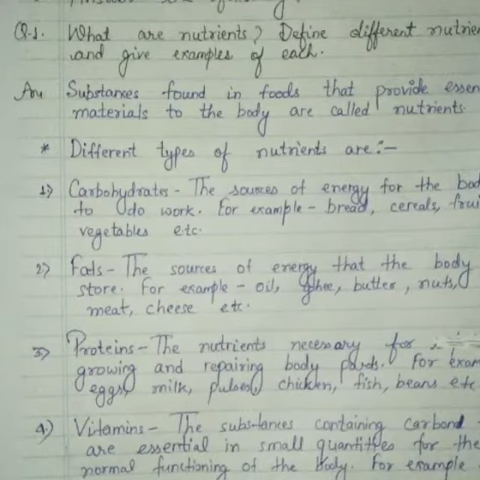 Q.1. What are nutrients? Define different nutrie
and give examples of each.
An Substances found in foods that provide essen
materials to the body are called nutrients.
* Different types of nutrients are:-
1) Carbohydrates - The sources of energy for the bod
to do work. For example - bread, cereals, frui
vegetables etc.
2) Fats - The sources of energy that the body
store. For example - oil, ghee, butter, nuts,
meat, cheese etc.
3) Proteins - The nutrients necessary for
growing and repairing body parts. For exam
eggs, milk, pulses, chicken, fish, beans etc
4) Vitamins - The substances containing carbond
are essential in small quantities for the
normal functioning of the body. For example